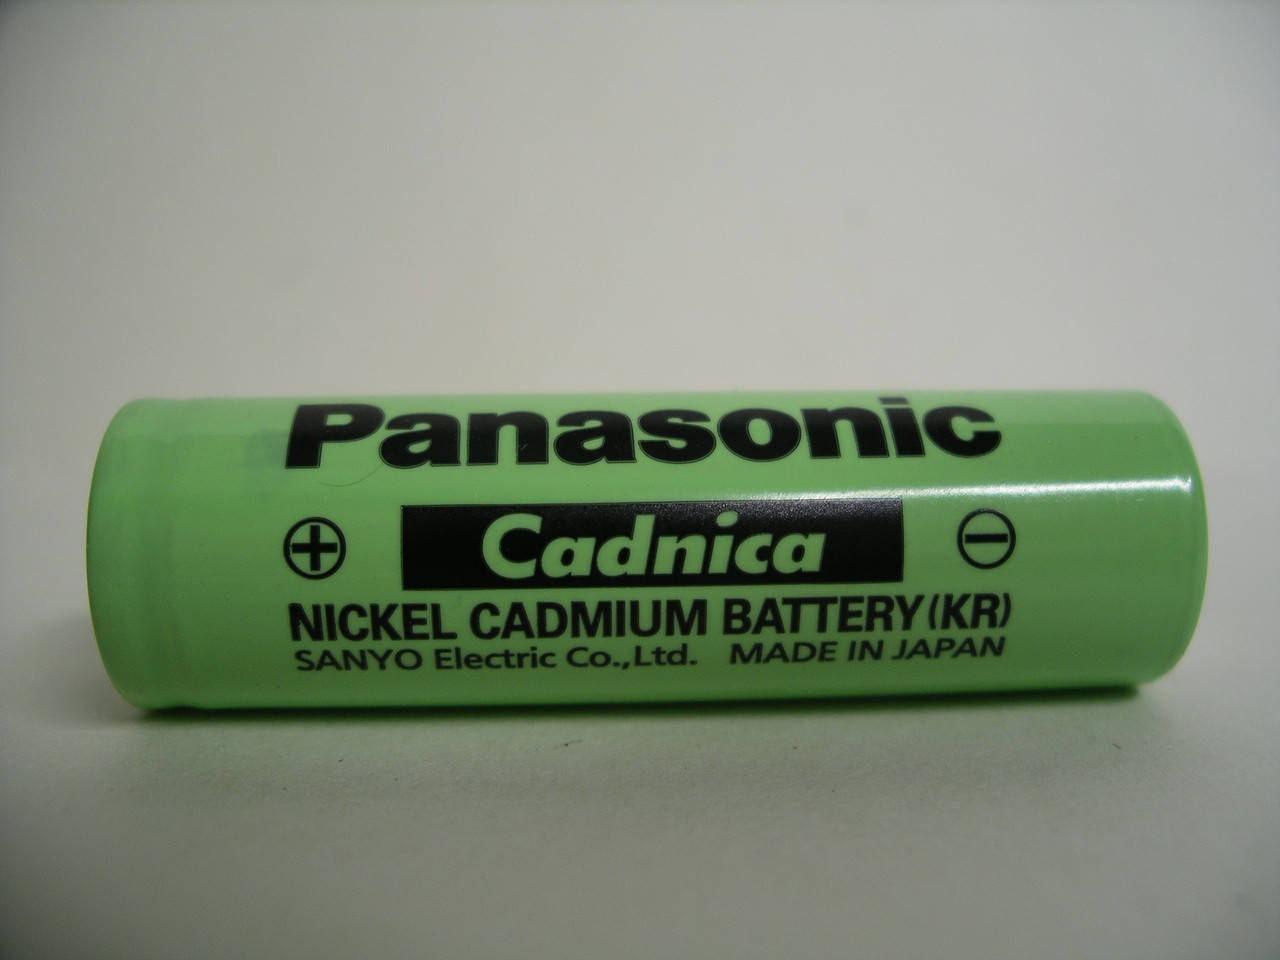 Panasonic
+ Cadnica −
NICKEL CADMIUM BATTERY(KR)
SANYO Electric Co.,Ltd. MADE IN JAPAN